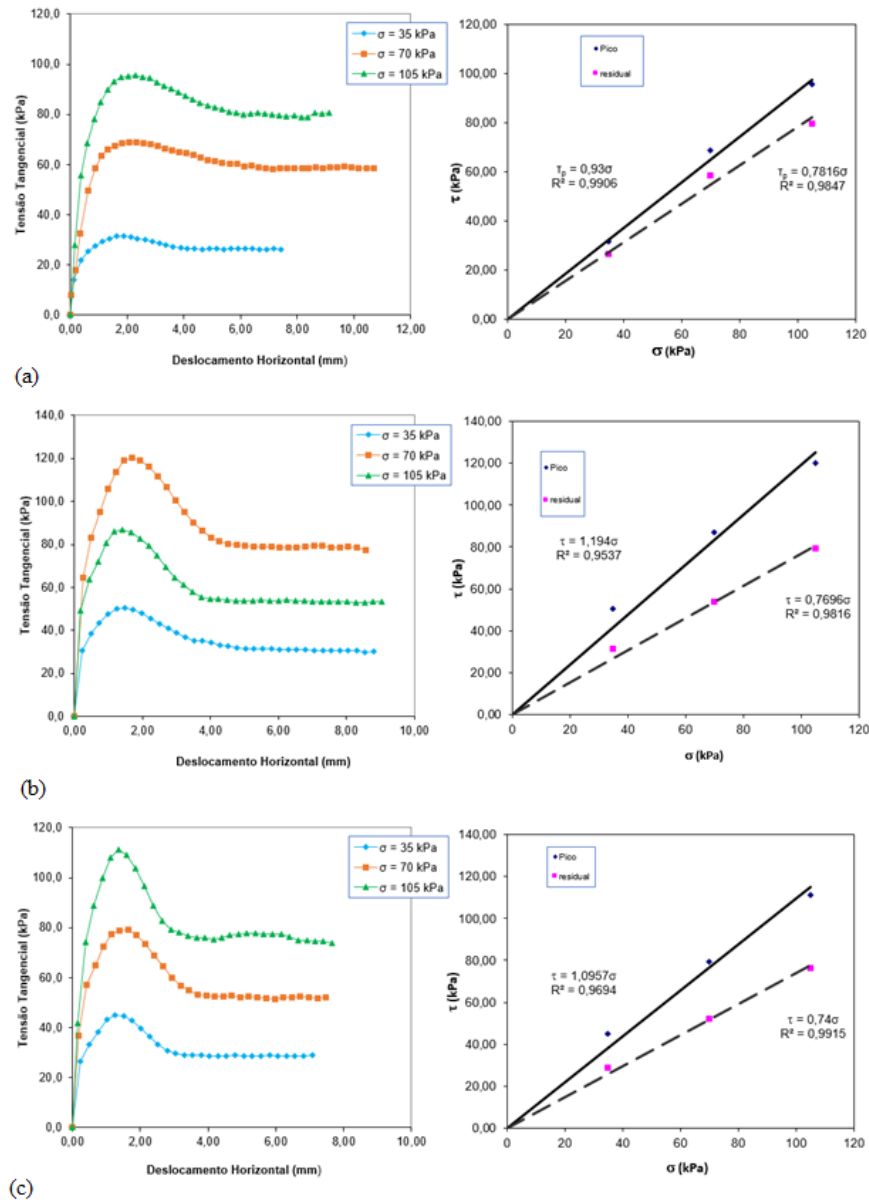 120,0
100,0
80,0
60,0
40,0
20,0
0,0
0,00
2,00
4,00
6,00
8,00
10,00
12,00
Tensão Tangencial (kPa)
Deslocamento Horizontal (mm)
σ = 35 kPa
σ = 70 kPa
σ = 105 kPa
120,00
100,00
80,00
60,00
40,00
20,00
0,00
0
20
40
60
80
100
120
τ (kPa)
σ (kPa)
Pico
residual
τp = 0,93σ
R² = 0,9906
τp = 0,7816σ
R² = 0,9847
(a)
140,0
120,0
100,0
80,0
60,0
40,0
20,0
0,0
0,00
2,00
4,00
6,00
8,00
10,00
Tensão Tangencial (kPa)
Deslocamento Horizontal (mm)
σ = 35 kPa
σ = 70 kPa
σ = 105 kPa
140,00
120,00
100,00
80,00
60,00
40,00
20,00
0,00
0
20
40
60
80
100
120
τ (kPa)
σ (kPa)
Pico
residual
τ = 1,194σ
R² = 0,9537
τ = 0,7696σ
R² = 0,9816
(b)
120,0
100,0
80,0
60,0
40,0
20,0
0,0
0,00
2,00
4,00
6,00
8,00
10,00
Tensão Tangencial (kPa)
Deslocamento Horizontal (mm)
σ = 35 kPa
σ = 70 kPa
σ = 105 kPa
140,00
120,00
100,00
80,00
60,00
40,00
20,00
0,00
0
20
40
60
80
100
120
τ (kPa)
σ (kPa)
Pico
residual
τ = 1,0957σ
R² = 0,9694
τ = 0,74σ
R² = 0,9915
(c)